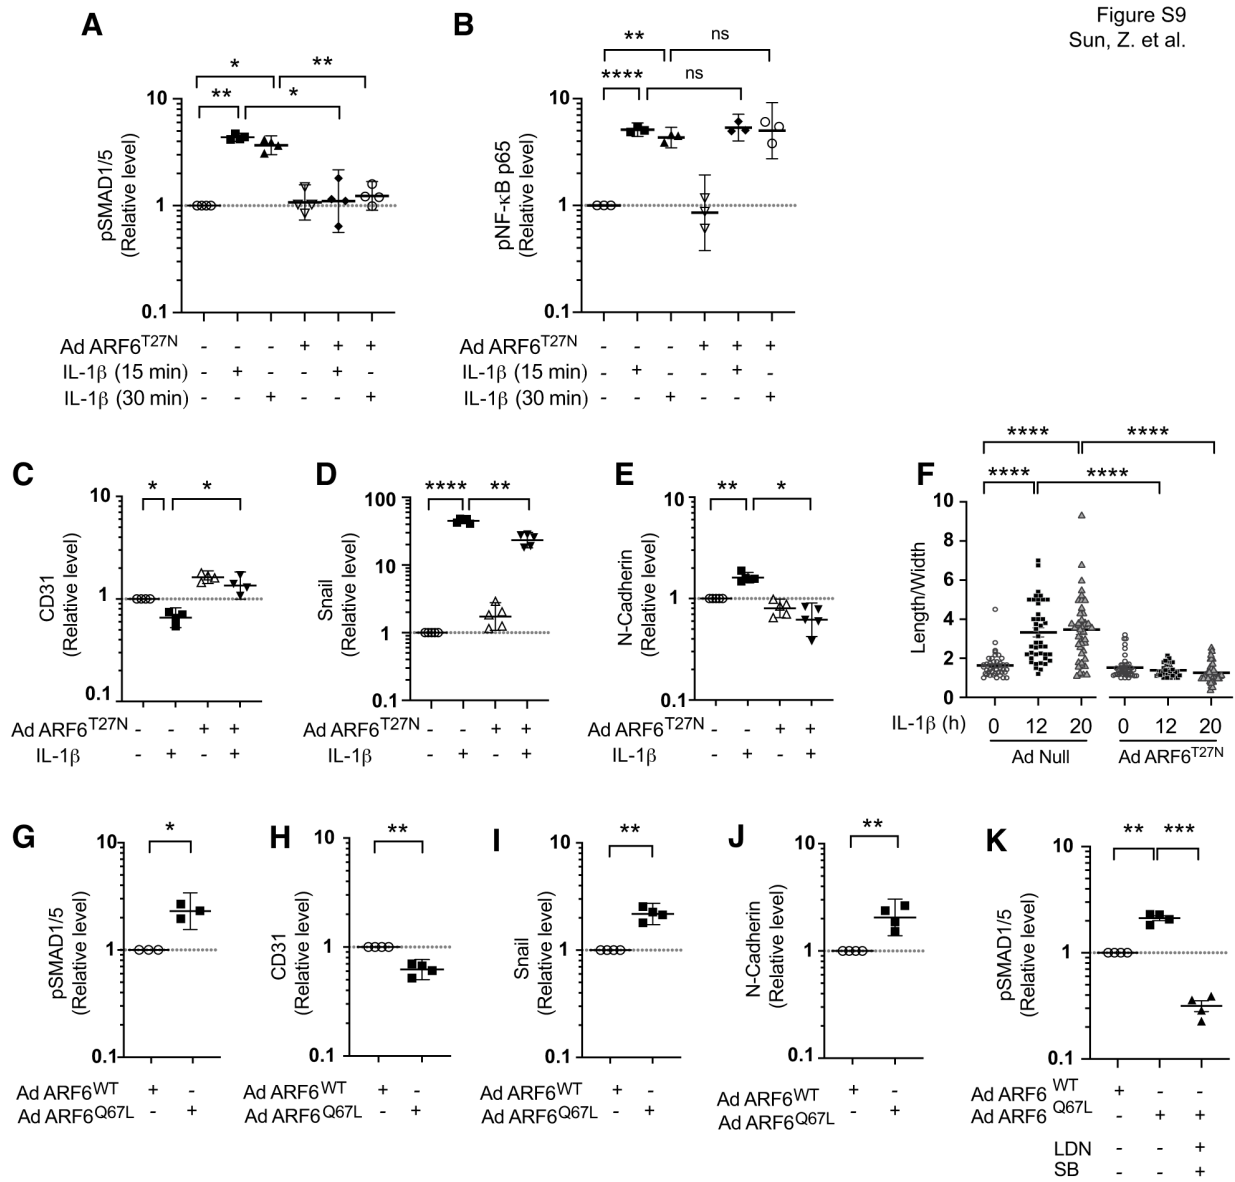 Figure S9
Sun, Z. et al.
A
* **
** *
pSMAD1/5
(Relative level)
10
1
0.1
Ad ARF6T27N - - - + + +
IL-1β (15 min) - + - - + -
IL-1β (30 min) - - + - - +
B
** ns
**** ns
pNF-κB p65
(Relative level)
10
1
0.1
Ad ARF6T27N - - - + + +
IL-1β (15 min) - + - - + -
IL-1β (30 min) - - + - - +
C
* *
CD31
(Relative level)
10
1
0.1
Ad ARF6T27N - - + +
IL-1β - + - +
D
**** **
Snail
(Relative level)
100
10
1
0.1
Ad ARF6T27N - - + +
IL-1β - + - +
E
** *
N-Cadherin
(Relative level)
10
1
0.1
Ad ARF6T27N - - + +
IL-1β - + - +
F
**** ****
**** ****
Length/Width
10
8
6
4
2
0
IL-1β (h) 0 12 20 0 12 20
Ad Null Ad ARF6T27N
G
*
pSMAD1/5
(Relative level)
10
1
0.1
Ad ARF6WT + -
Ad ARF6Q67L - +
H
**
CD31
(Relative level)
10
1
0.1
Ad ARF6WT + -
Ad ARF6Q67L - +
I
**
Snail
(Relative level)
10
1
0.1
Ad ARF6WT + -
Ad ARF6Q67L - +
J
**
N-Cadherin
(Relative level)
10
1
0.1
Ad ARF6WT + -
Ad ARF6Q67L - +
K
** ***
pSMAD1/5
(Relative level)
10
1
0.1
Ad ARF6 WT + - -
Ad ARF6 Q67L - + +
LDN - - +
SB - - +